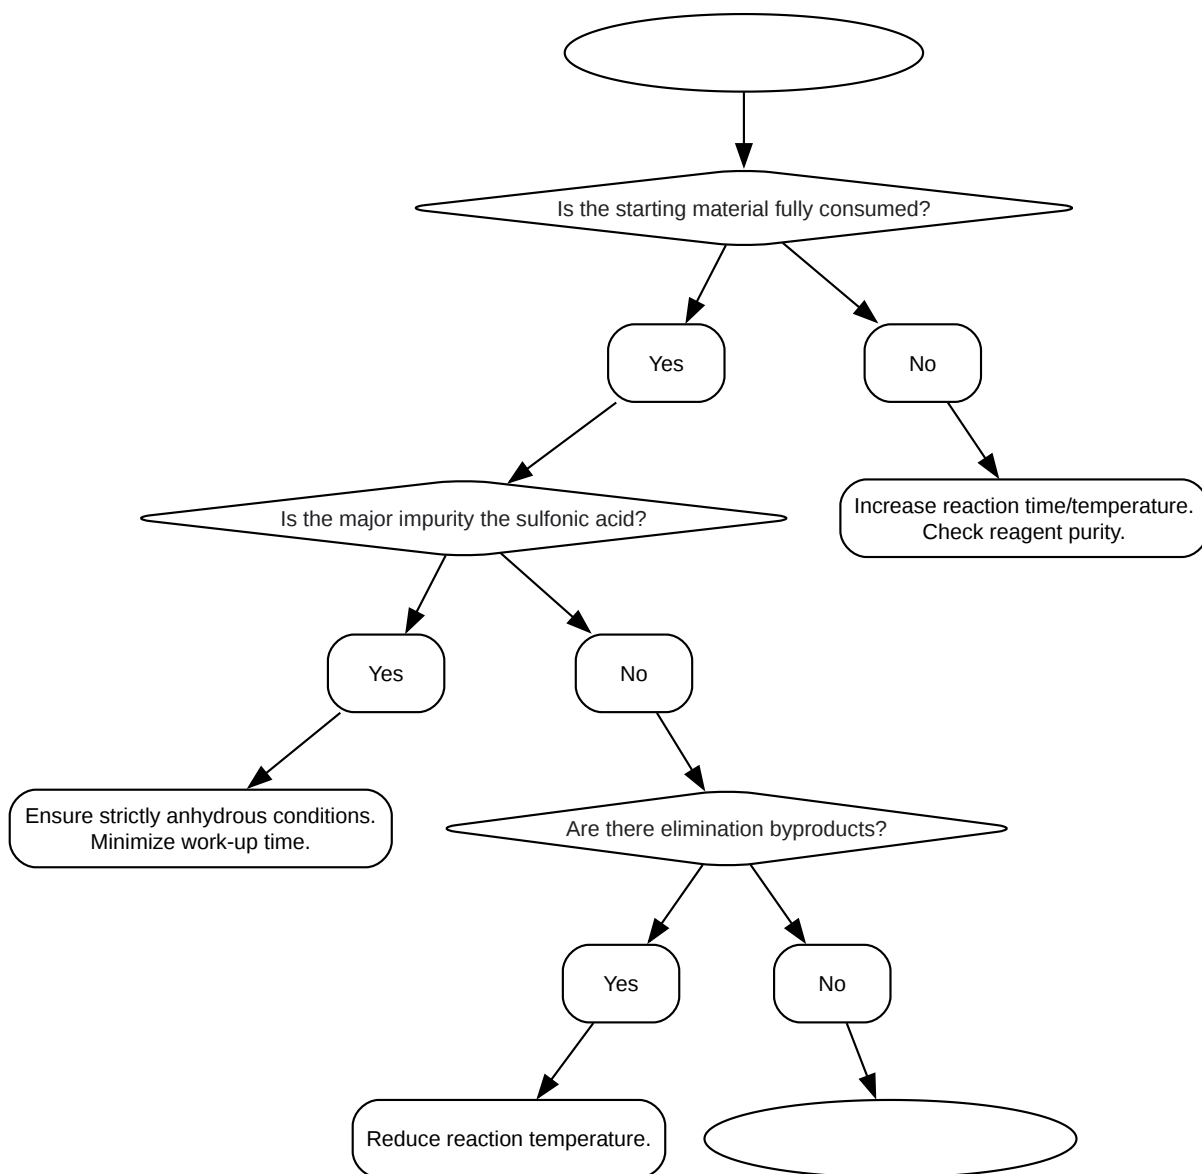 Is the starting material fully consumed?
Yes
No
Increase reaction time/temperature.
Check reagent purity.
Is the major impurity the sulfonic acid?
Yes
No
Ensure strictly anhydrous conditions.
Minimize work-up time.
Are there elimination byproducts?
Yes
No
Reduce reaction temperature.